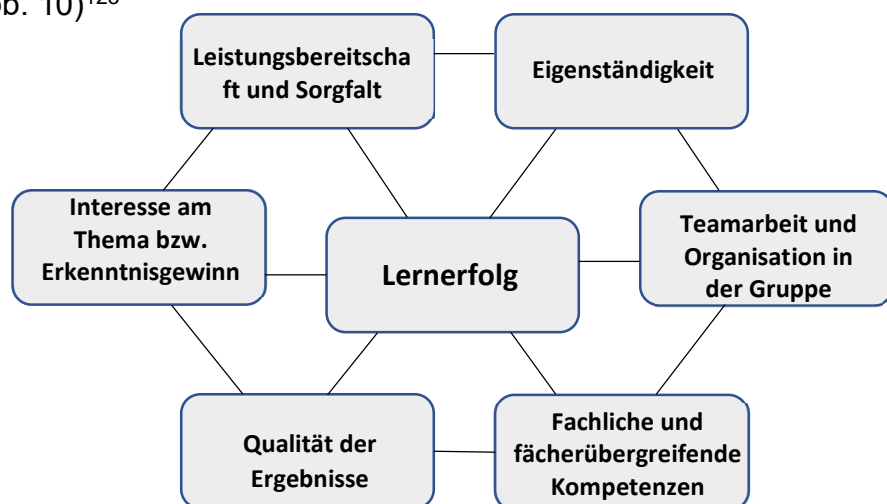 b. 10)
Leistungsbereitscha
ft und Sorgfalt
Eigenständigkeit
Interesse am
Thema bzw.
Erkenntnisgewinn
Lernerfolg
Teamarbeit und
Organisation in
der Gruppe
Qualität der
Ergebnisse
Fachliche und
fächerübergreifende
Kompetenzen